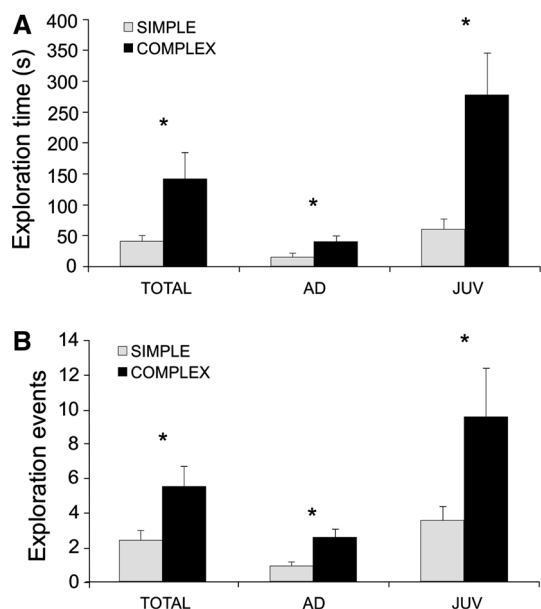 A
Exploration time (s)
400
350
300
250
200
150
100
50
0
SIMPLE
COMPLEX
*
*
*
TOTAL AD JUV
B
Exploration events
14
12
10
8
6
4
2
0
SIMPLE
COMPLEX
*
*
*
TOTAL AD JUV